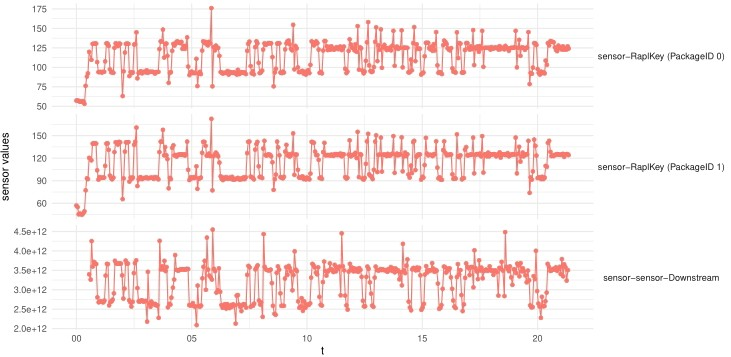 175
150
125
100
75
50
sensor−RaplKey (PackageID 0)
150
120
90
60
sensor−RaplKey (PackageID 1)
4.5e+12
4.0e+12
3.5e+12
3.0e+12
2.5e+12
2.0e+12
sensor−sensor−Downstream
sensor values
00
05
10
15
20
t